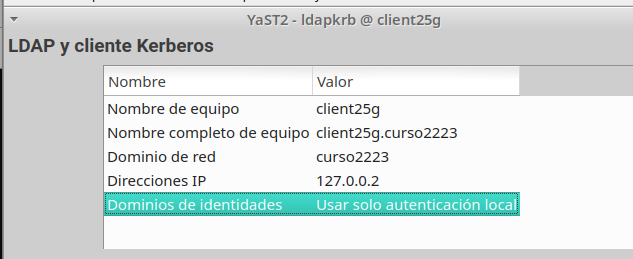 YaST2 - ldapkrb @ client25g
LDAP y cliente Kerberos
Nombre Valor
Nombre de equipo client25g
Nombre completo de equipo client25g.curso2223
Dominio de red curso2223
Direcciones IP 127.0.0.2
Dominios de identidades Usar solo autenticación local